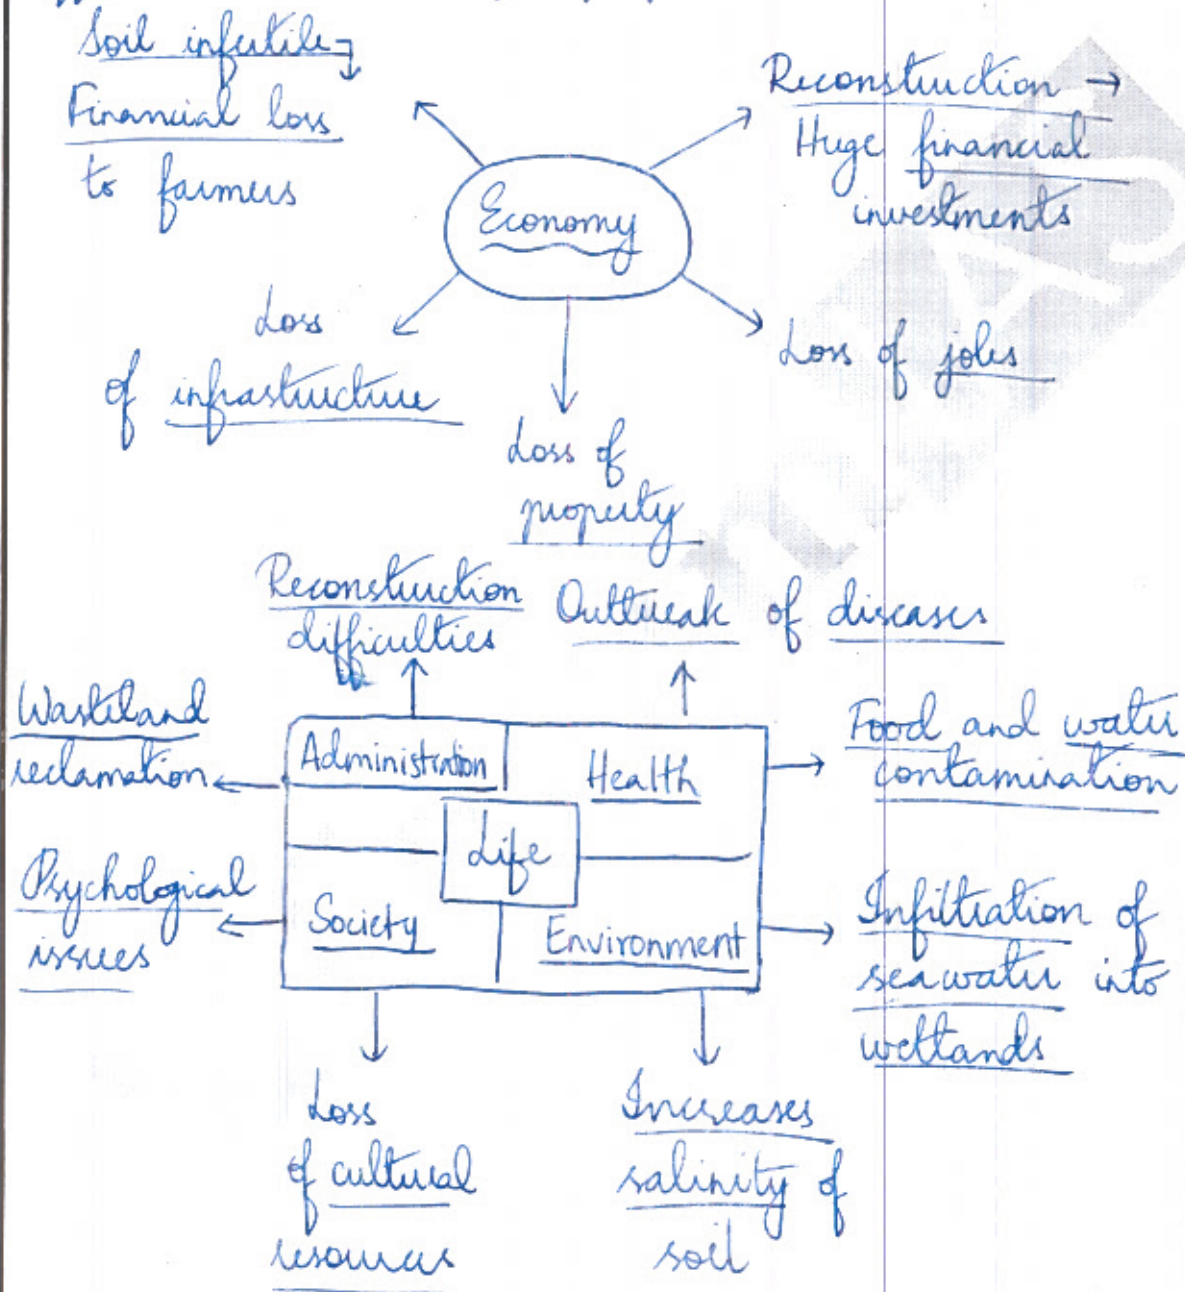 Soil infertile
Financial loss
to farmers
Reconstruction →
Huge financial
investments
Economy
Loss
of infrastructure
Loss of jobs
Loss of
property
Reconstruction
difficulties
Outbreak of diseases
Wasteland
reclamation
Administration
Health
Food and water
contamination
Life
Psychological
issues
Society
Environment
Infiltration of
seawater into
wetlands
Loss
of cultural
resources
Increases
salinity of
soil